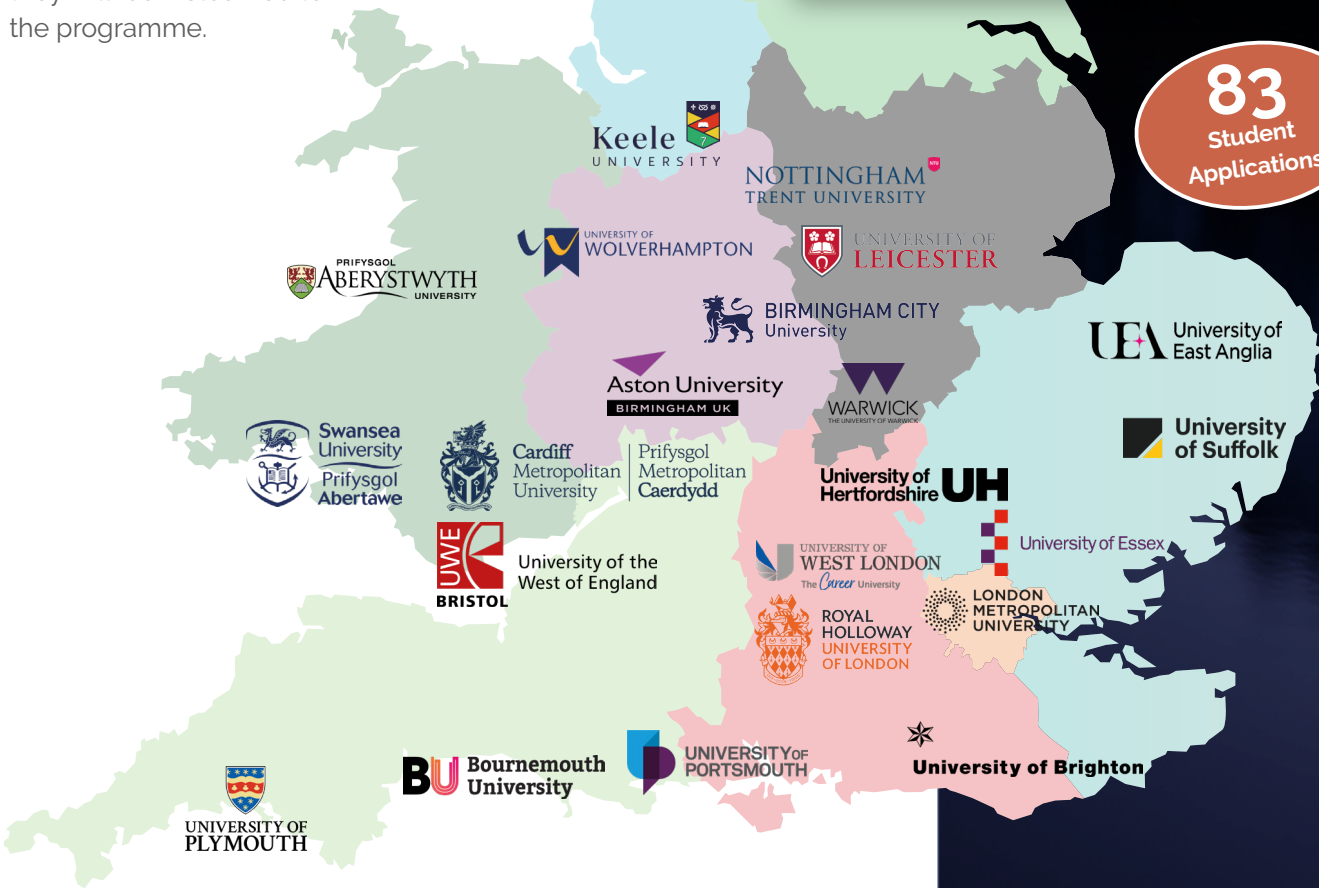 the programme.
83
Student
Applications
Keele
UNIVERSITY
NOTTINGHAM
NTU
TRENT UNIVERSITY
UNIVERSITY OF
WOLVERHAMPTON
UNIVERSITY OF
LEICESTER
PRIFYSGOL
ABERYSTWYTH
UNIVERSITY
BIRMINGHAM CITY
University
UEA University of
East Anglia
Aston University
BIRMINGHAM UK
WARWICK
THE UNIVERSITY OF WARWICK
Swansea
University
Prifysgol
Abertawe
Cardiff
Metropolitan
University
Prifysgol
Metropolitan
Caerdydd
University
of Suffolk
University of
Hertfordshire UH
UWE
BRISTOL
University of the
West of England
UNIVERSITY OF
WEST LONDON
The Career University
University of Essex
LONDON
METROPOLITAN
UNIVERSITY
ROYAL
HOLLOWAY
UNIVERSITY
OF LONDON
BU Bournemouth
University
UNIVERSITY OF
PORTSMOUTH
University of Brighton
UNIVERSITY OF
PLYMOUTH